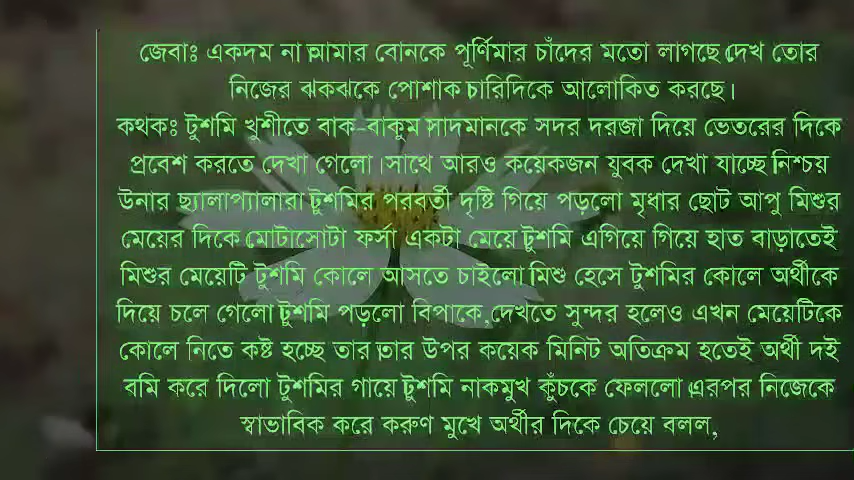 জেবাঃ একদম না।আমার বোনকে পূর্ণিমার চাঁদের মতো লাগছে।দেখ তোর
নিজের ঝকঝকে পোশাক চারিদিকে আলোকিত করছে।
কথকঃ টুশমি খুশীতে বাক-বাকুম।সাদমানকে সদর দরজা দিয়ে ভেতরের দিকে
প্রবেশ করতে দেখা গেলো।সাথে আরও কয়েকজন যুবক দেখা যাচ্ছে।নিশ্চয়
উনার ছ্যালাপ্যালারা।টুশমির পরবর্তী দৃষ্টি গিয়ে পড়লো মৃধার ছোট আপু মিশুর
মেয়ের দিকে।মোটাসোটা ফর্সা একটা মেয়ে।টুশমি এগিয়ে গিয়ে হাত বাড়াতেই
মিশুর মেয়েটি টুশমি কোলে আসতে চাইলো।মিশু হেসে টুশমির কোলে অর্থীকে
দিয়ে চলে গেলো।টুশমি পড়লো বিপাকে,দেখতে সুন্দর হলেও এখন মেয়েটিকে
কোলে নিতে কষ্ট হচ্ছে তার।তার উপর কয়েক মিনিট অতিক্রম হতেই অর্থী দই
বমি করে দিলো টুশমির গায়ে।টুশমি নাকমুখ কুঁচকে ফেললো।এরপর নিজেকে
স্বাভাবিক করে করুণ মুখে অর্থীর দিকে চেয়ে বলল,